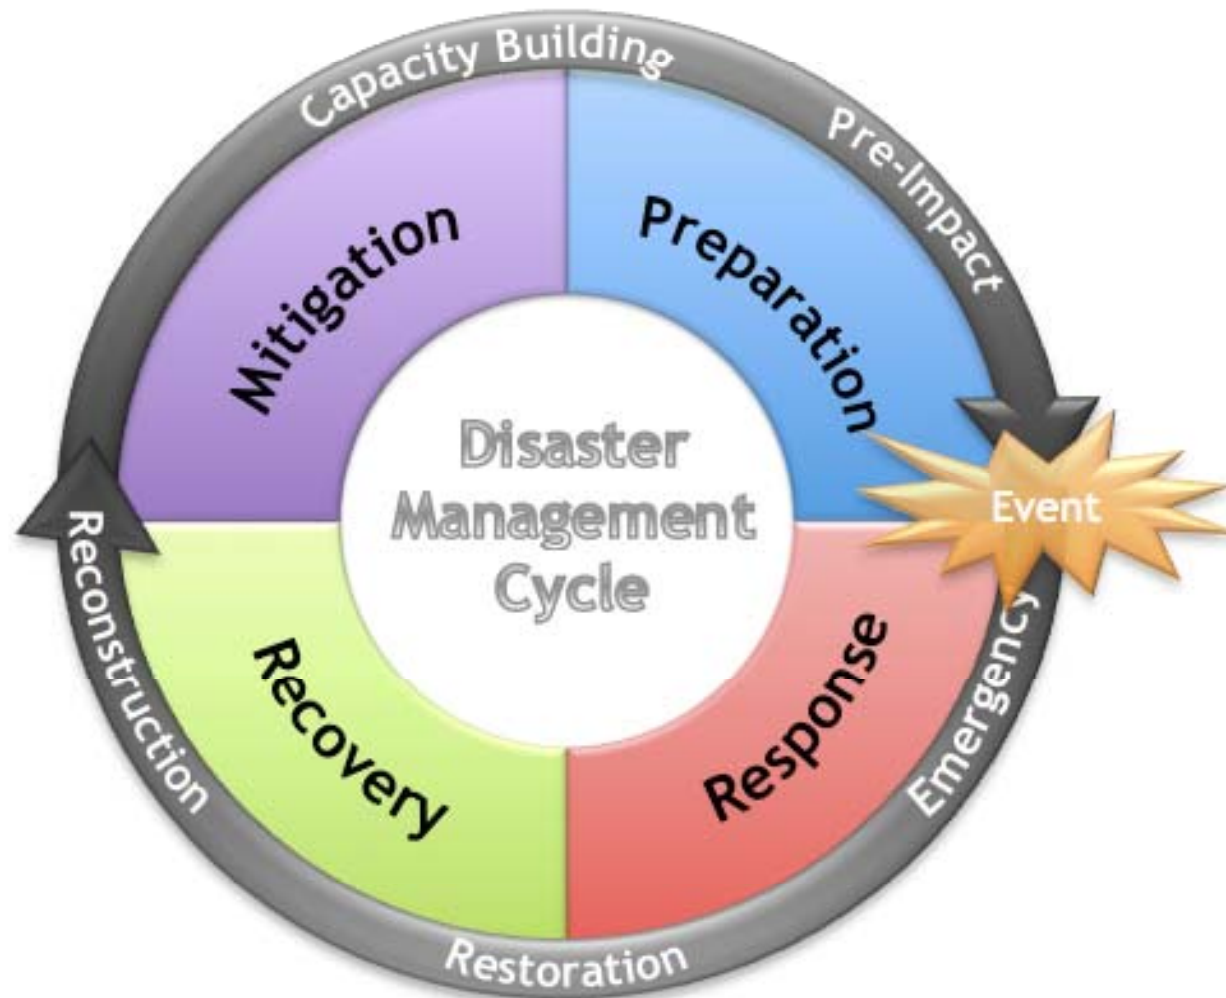 Capacity Building
Pre-Impact
Mitigation
Preparation
Disaster
Management
Cycle
Event
Reconstruction
Recovery
Response
Emergency
Restoration